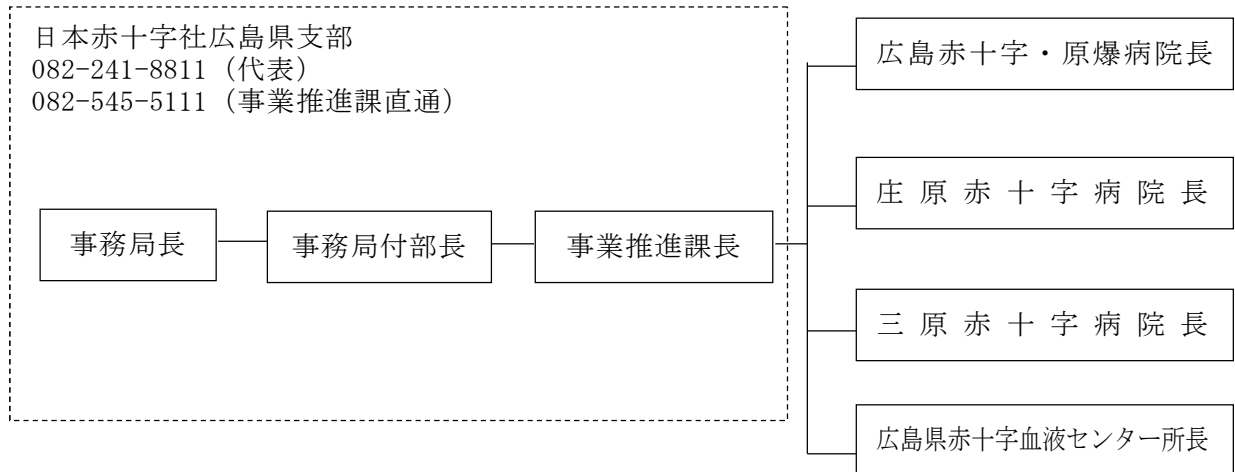 日本赤十字社広島県支部
082-241-8811（代表）
082-545-5111（事業推進課直通）
事務局長
事務局付部長
事業推進課長
広島赤十字・原爆病院長
庄原赤十字病院長
三原赤十字病院長
広島県赤十字血液センター所長